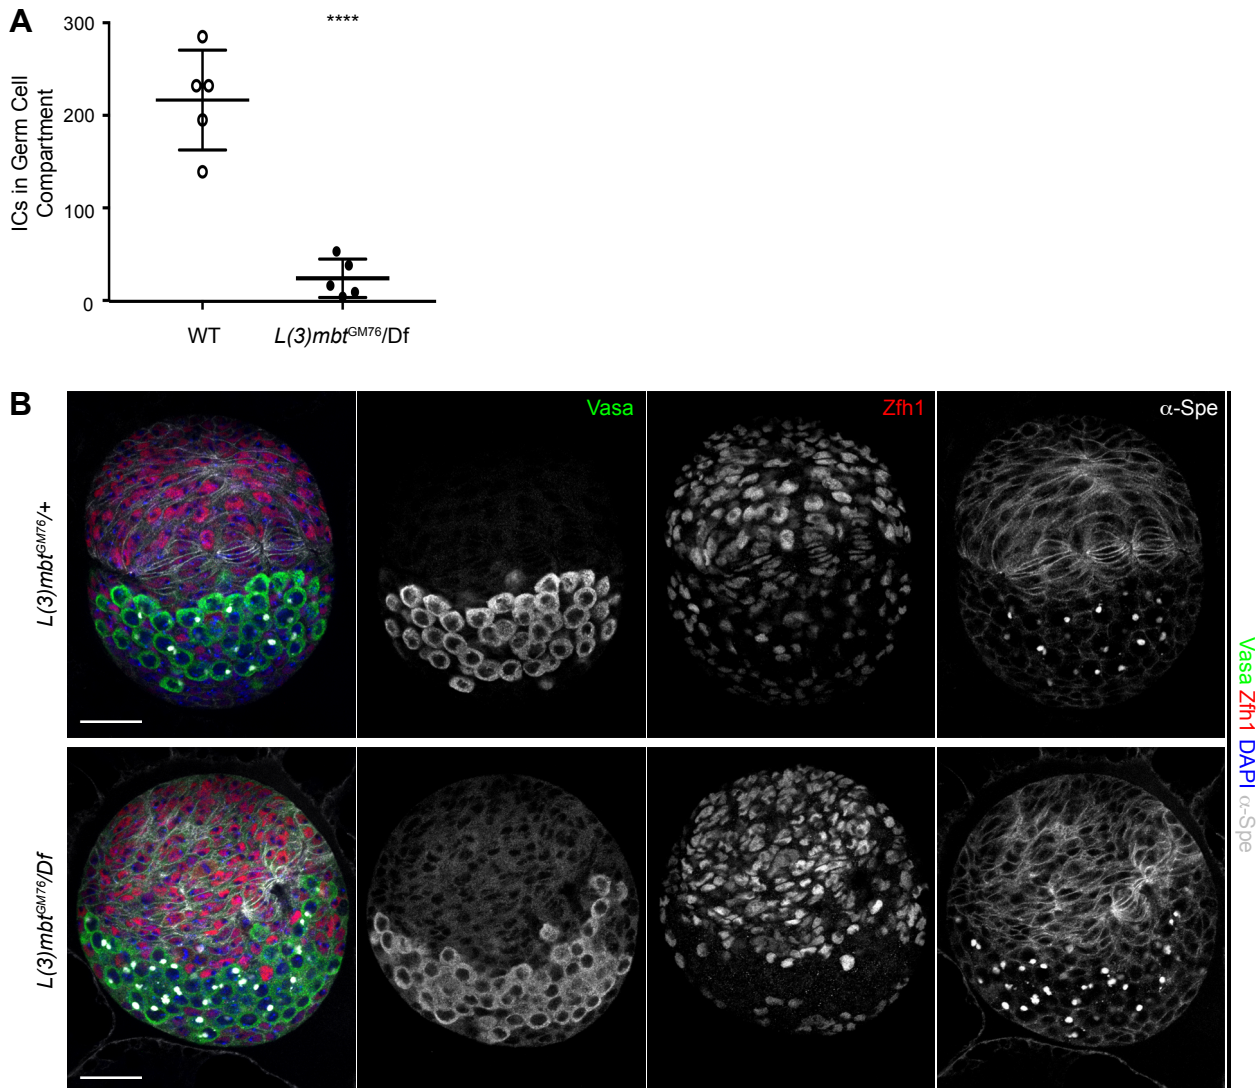 A
300
200
100
0
ICs in Germ Cell
Compartment
****
WT
L(3)mbtGM76/Df
B
Vasa
Zfh1
α-Spe
L(3)mbtGM76/+
L(3)mbtGM76/Df
Vasa Zfh1 DAPI α-Spe